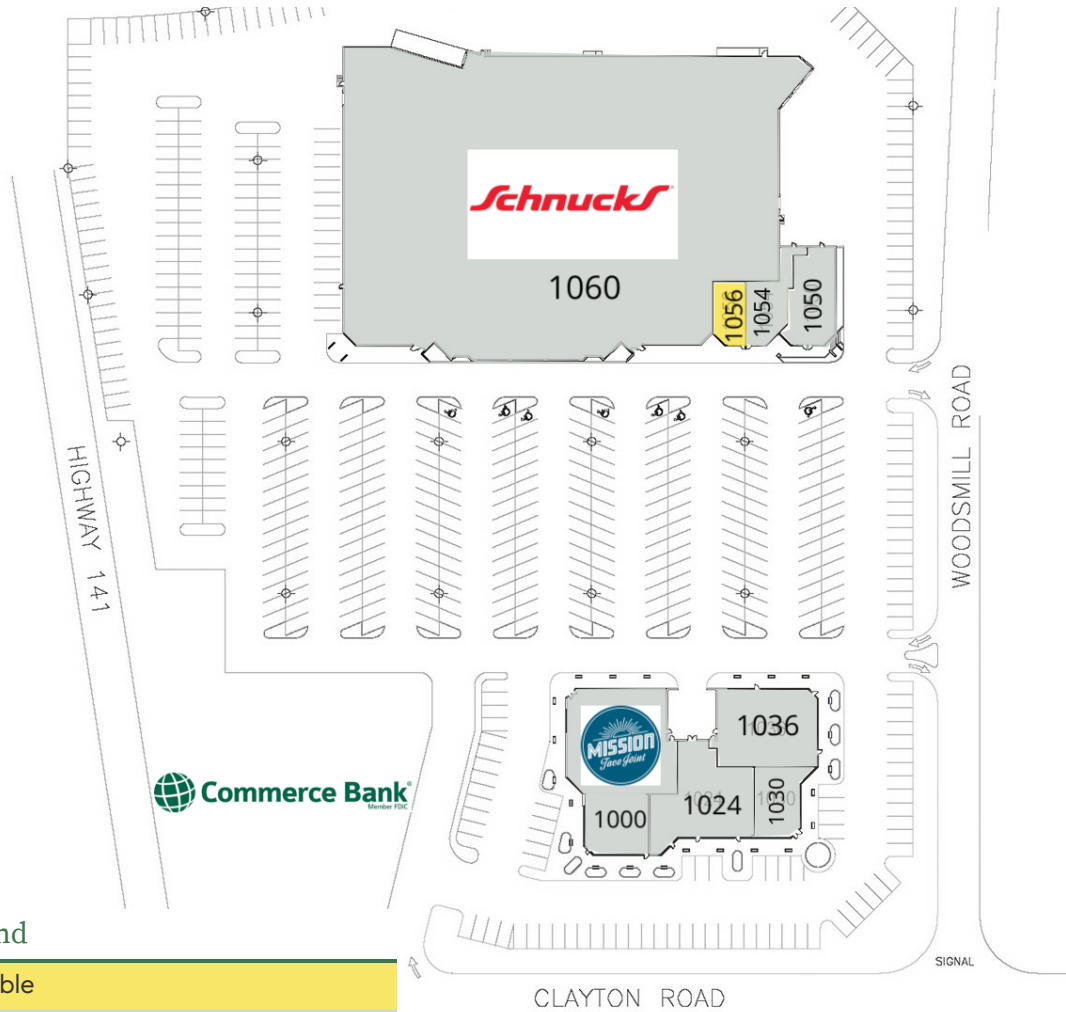 Schnucks
1060
1056
1054
1050
WOODSMILL ROAD
HIGHWAY 141
MISSION
Taco Joint
1036
1024
1030
1000
Commerce Bank
Member FDIC
nd
ble
SIGNAL
CLAYTON ROAD